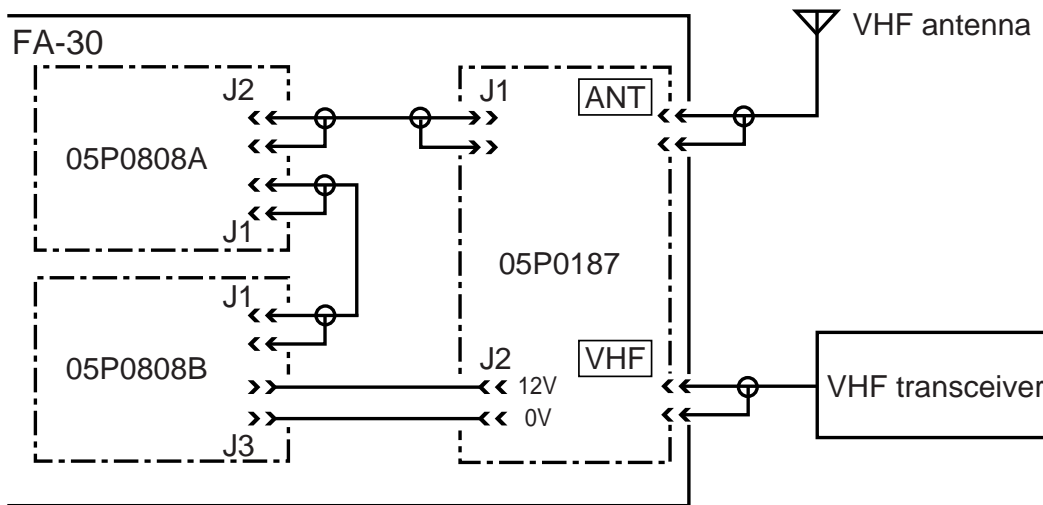 VHF antenna
FA-30
J2
J1
ANT
05P0808A
J1
05P0187
J1
05P0808B
J2
VHF
12V
VHF transceiver
0V
J3